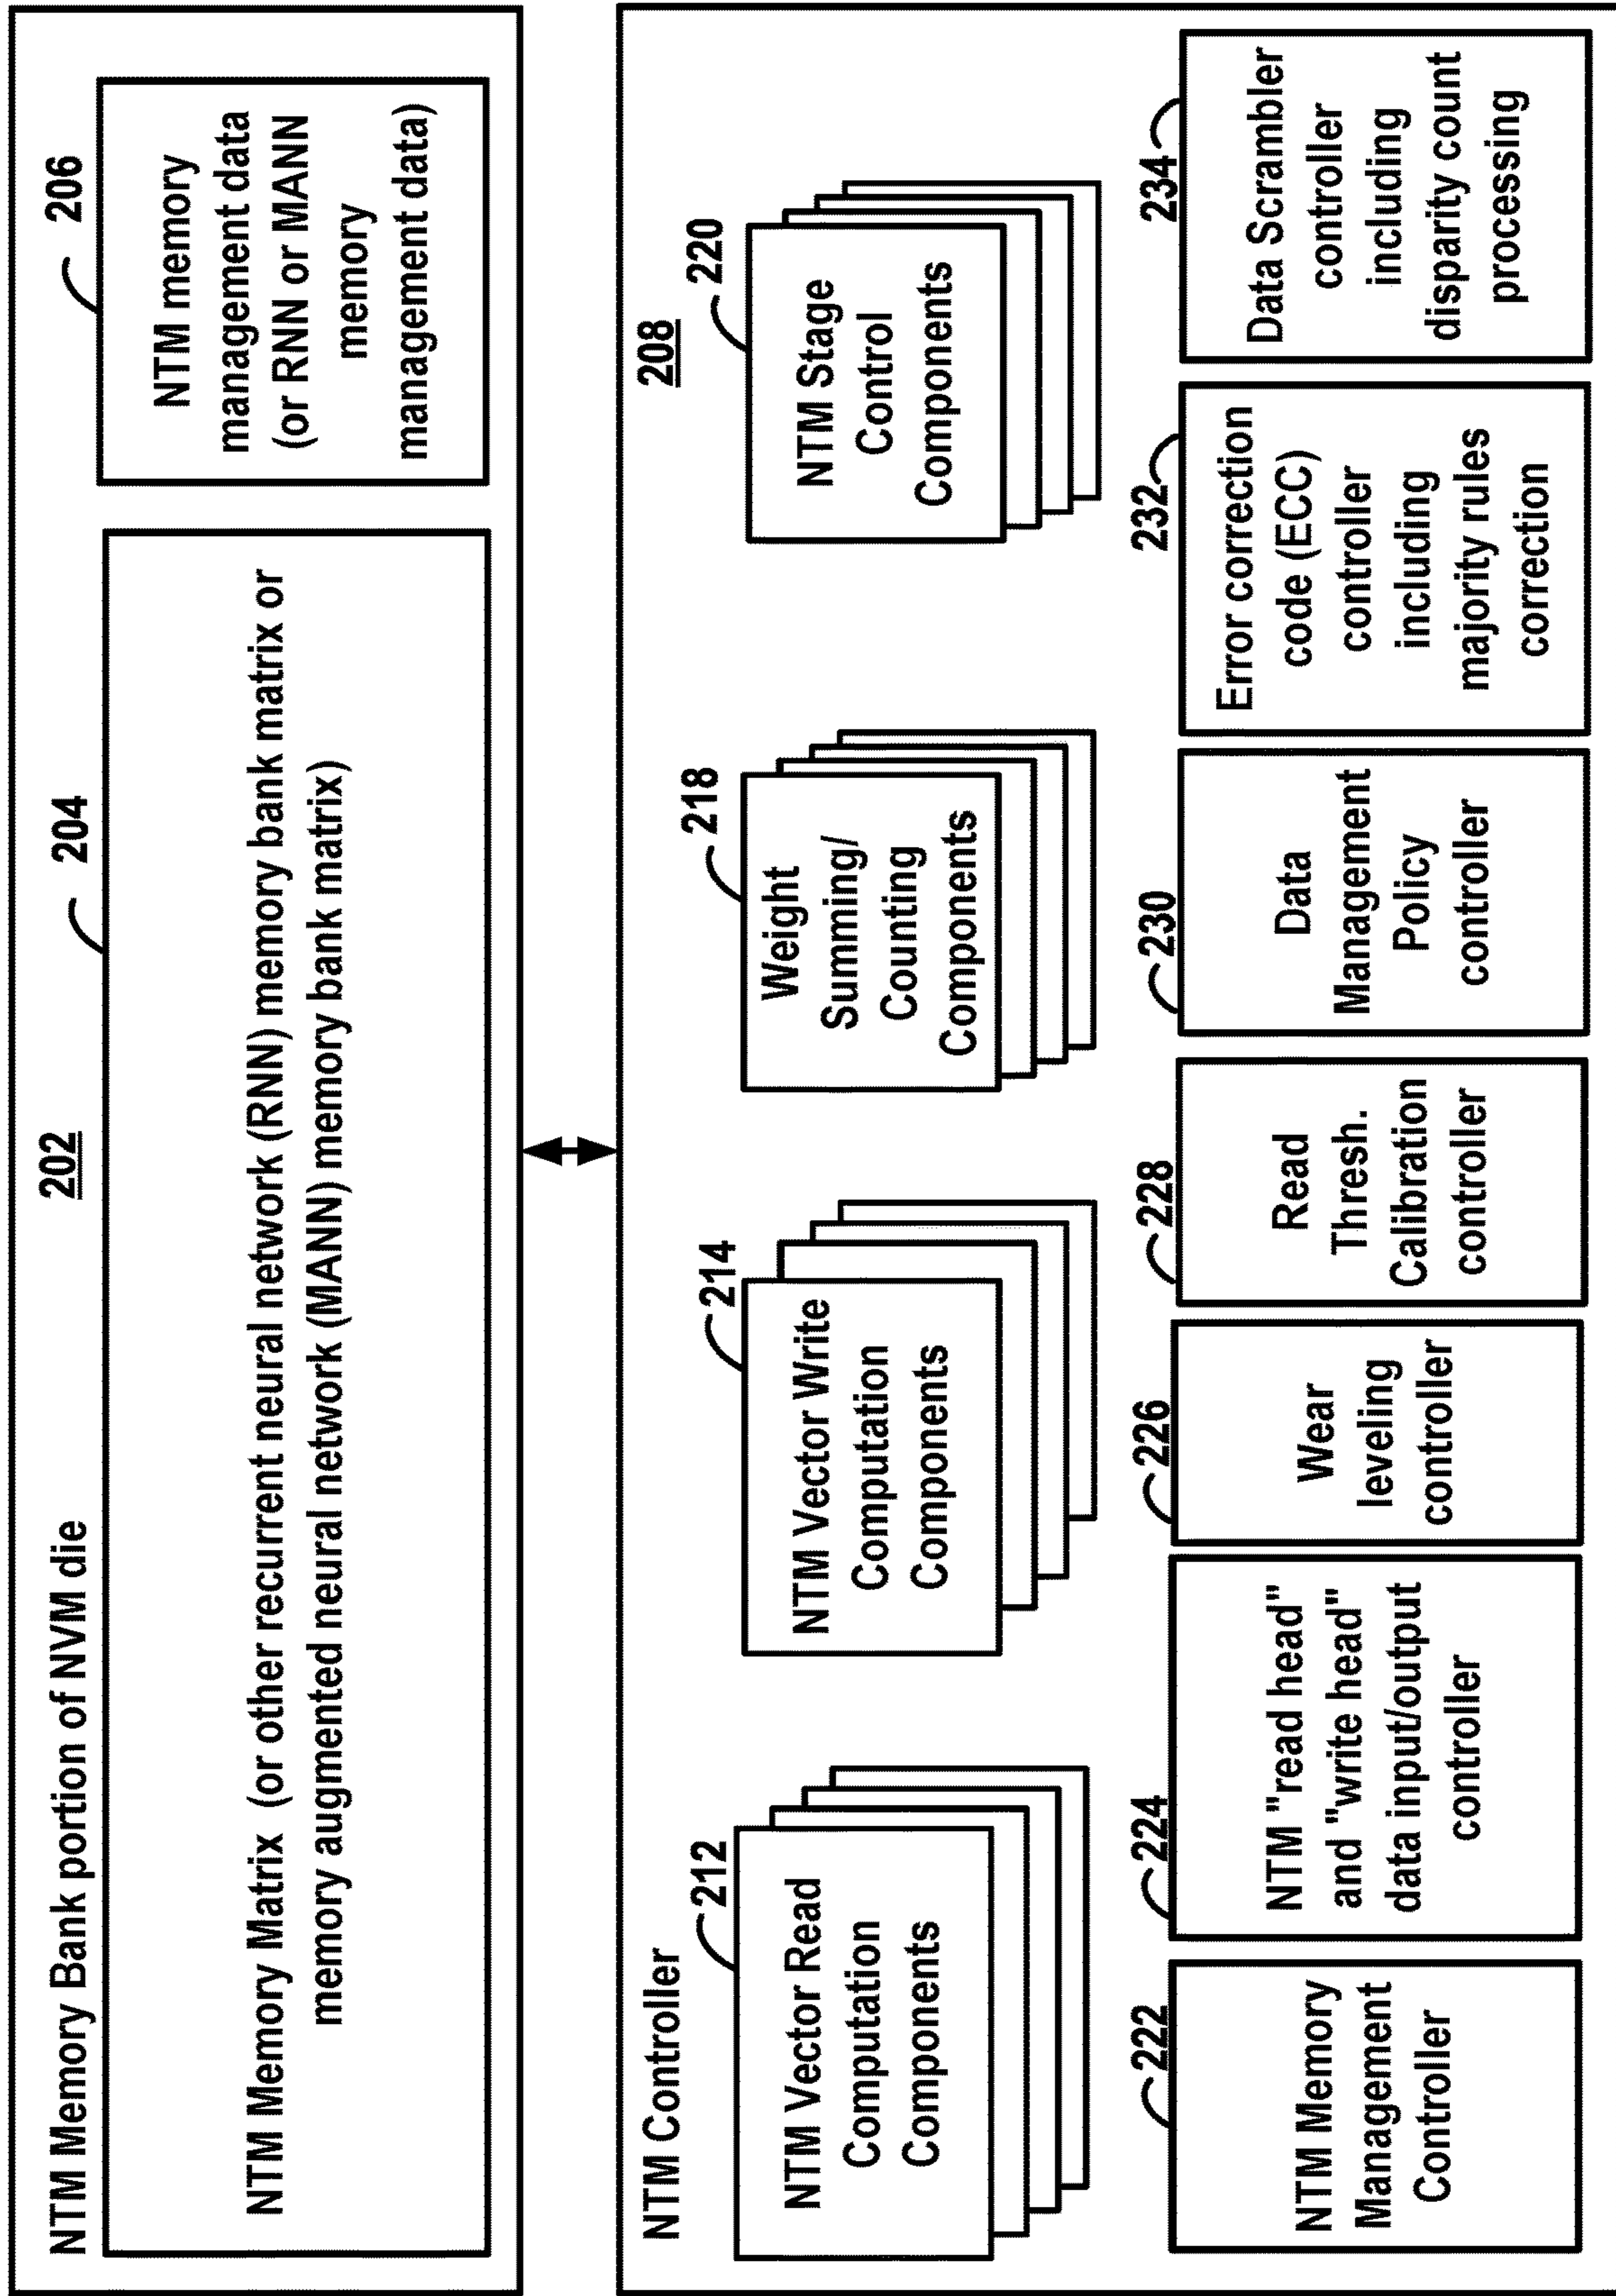 NTM Memory Bank portion of NVM die
202
204
NTM Memory Matrix (or other recurrent neural network (RNN) memory bank matrix or
memory augmented neural network (MANN) memory bank matrix)
206
NTM memory
management data
(or RNN or MANN
memory
management data)
NTM Controller
208
212
NTM Vector Read
Computation
Components
214
NTM Vector Write
Computation
Components
218
Weight
Summing/
Counting
Components
220
NTM Stage
Control
Components
222
NTM Memory
Management
Controller
224
NTM "read head"
and "write head"
data input/output
controller
226
Wear
leveling
controller
228
Read
Thresh.
Calibration
controller
230
Data
Management
Policy
controller
232
Error correction
code (ECC)
controller
including
majority rules
correction
234
Data Scrambler
controller
including
disparity count
processing